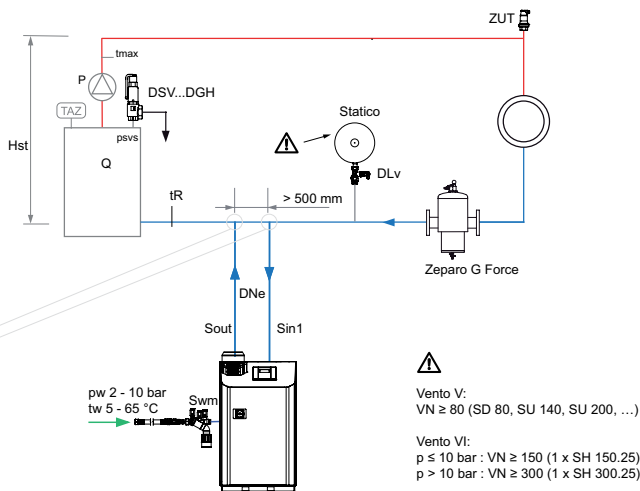 ZUT
tmax
P
DSV...DGH
TAZ
Statico
psvs
Hst
Q
DLv
tR
> 500 mm
Zeparo G Force
DNe
Sout
Sin1
pw 2 - 10 bar
tw 5 - 65 °C
Swm
Vento V:
VN ≥ 80 (SD 80, SU 140, SU 200, …)
Vento VI:
p ≤ 10 bar : VN ≥ 150 (1 x SH 150.25)
p > 10 bar : VN ≥ 300 (1 x SH 300.25)